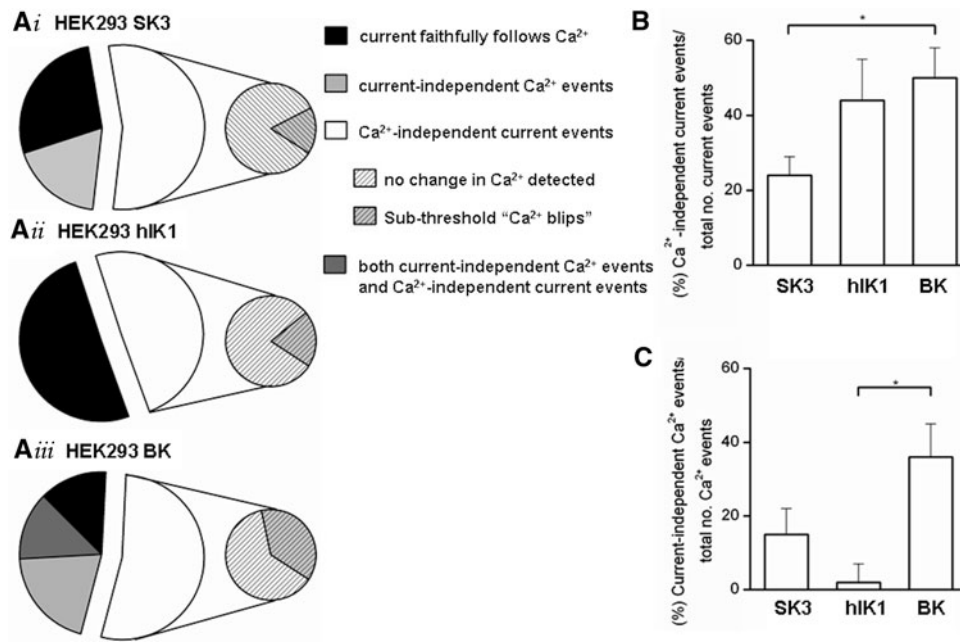 Ai HEK293 SK3
current faithfully follows Ca²⁺
current-independent Ca²⁺ events
Ca²⁺-independent current events
no change in Ca²⁺ detected
Sub-threshold “Ca²⁺ blips”
both current-independent Ca²⁺ events
and Ca²⁺-independent current events
Aii HEK293 hIK1
Aiii HEK293 BK
B
(%) Ca²⁺-independent current events/
total no. current events
60
40
20
0
*
SK3 hIK1 BK
C
(%) Current-independent Ca²⁺ events/
total no. Ca²⁺ events
60
40
20
0
*
SK3 hIK1 BK